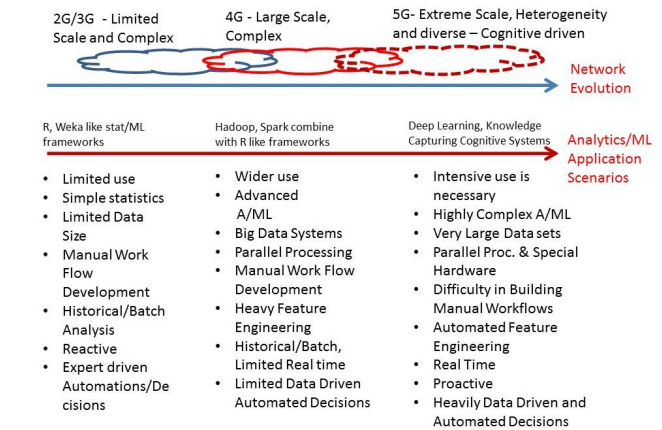 2G/3G - Limited
Scale and Complex
4G - Large Scale,
Complex
5G- Extreme Scale, Heterogeneity
and diverse – Cognitive driven
Network
Evolution
R, Weka like stat/ML
frameworks
Hadoop, Spark combine
with R like frameworks
Deep Learning, Knowledge
Capturing Cognitive Systems
Analytics/ML
Application
Scenarios
• Limited use
• Simple statistics
• Limited Data
Size
• Manual Work
Flow
Development
• Historical/Batch
Analysis
• Reactive
• Expert driven
Automations/De
cisions
• Wider use
• Advanced
A/ML
• Big Data Systems
• Parallel Processing
• Manual Work Flow
Development
• Heavy Feature
Engineering
• Historical/Batch,
Limited Real time
• Limited Data Driven
Automated Decisions
• Intensive use is
necessary
• Highly Complex A/ML
• Very Large Data sets
• Parallel Proc. & Special
Hardware
• Difficulty in Building
Manual Workflows
• Automated Feature
Engineering
• Real Time
• Proactive
• Heavily Data Driven and
Automated Decisions